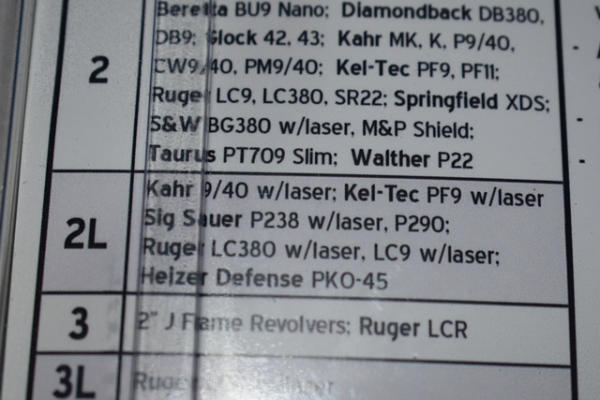 2
Beretta BU9 Nano; Diamondback DB380,
DB9; Glock 42, 43; Kahr MK, K, P9/40,
CW9/40, PM9/40; Kel-Tec PF9, PF11;
Ruger LC9, LC380, SR22; Springfield XDS;
S&W BG380 w/laser, M&P Shield;
Taurus PT709 Slim; Walther P22
2L
Kahr 9/40 w/laser; Kel-Tec PF9 w/laser
Sig Sauer P238 w/laser, P290;
Ruger LC380 w/laser, LC9 w/laser;
Heizer Defense PKO-45
3
2" J Frame Revolvers; Ruger LCR
3L
Ruger